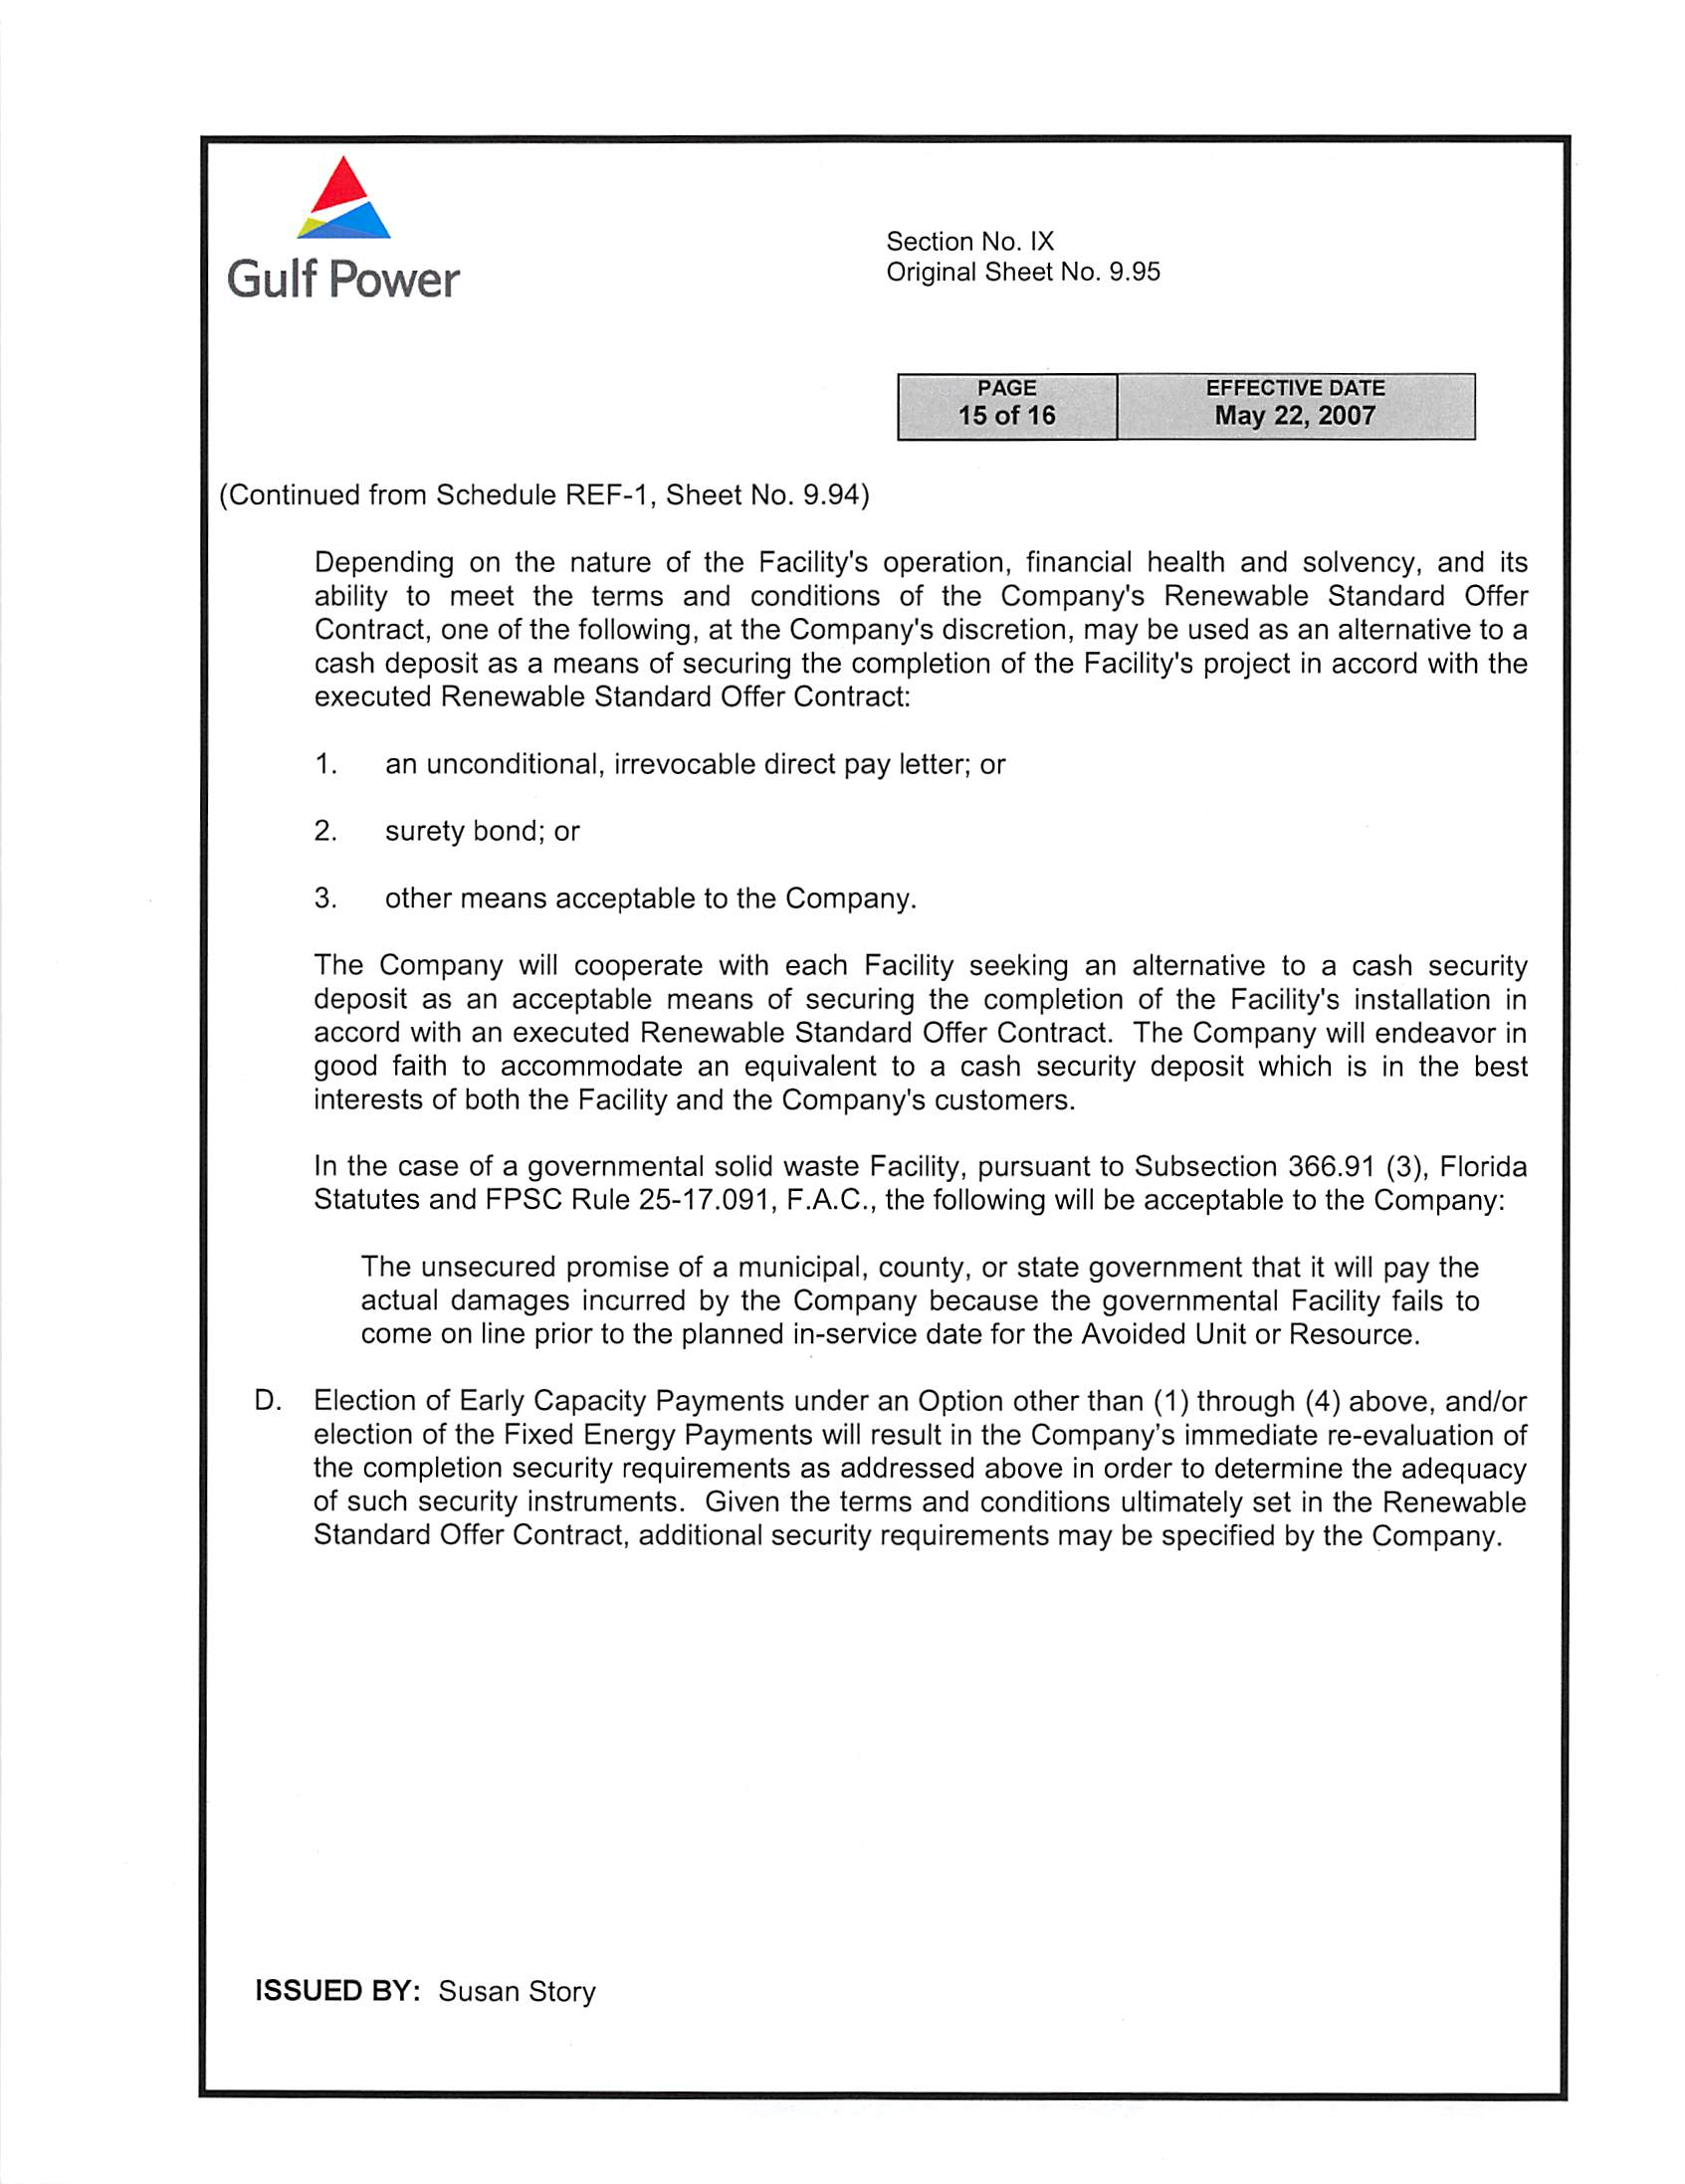 Gulf Power
Section No. IX
Original Sheet No. 9.95
PAGE
15 of 16
EFFECTIVE DATE
May 22, 2007
(Continued from Schedule REF-1, Sheet No. 9.94)
Depending on the nature of the Facility's operation, financial health and solvency, and its
ability to meet the terms and conditions of the Company's Renewable Standard Offer
Contract, one of the following, at the Company's discretion, may be used as an alternative to a
cash deposit as a means of securing the completion of the Facility's project in accord with the
executed Renewable Standard Offer Contract:
1. an unconditional, irrevocable direct pay letter; or
2. surety bond; or
3. other means acceptable to the Company.
The Company will cooperate with each Facility seeking an alternative to a cash security
deposit as an acceptable means of securing the completion of the Facility's installation in
accord with an executed Renewable Standard Offer Contract. The Company will endeavor in
good faith to accommodate an equivalent to a cash security deposit which is in the best
interests of both the Facility and the Company's customers.
In the case of a governmental solid waste Facility, pursuant to Subsection 366.91 (3), Florida
Statutes and FPSC Rule 25-17.091, F.A.C., the following will be acceptable to the Company:
The unsecured promise of a municipal, county, or state government that it will pay the
actual damages incurred by the Company because the governmental Facility fails to
come on line prior to the planned in-service date for the Avoided Unit or Resource.
D. Election of Early Capacity Payments under an Option other than (1) through (4) above, and/or
election of the Fixed Energy Payments will result in the Company's immediate re-evaluation of
the completion security requirements as addressed above in order to determine the adequacy
of such security instruments. Given the terms and conditions ultimately set in the Renewable
Standard Offer Contract, additional security requirements may be specified by the Company.
ISSUED BY: Susan Story